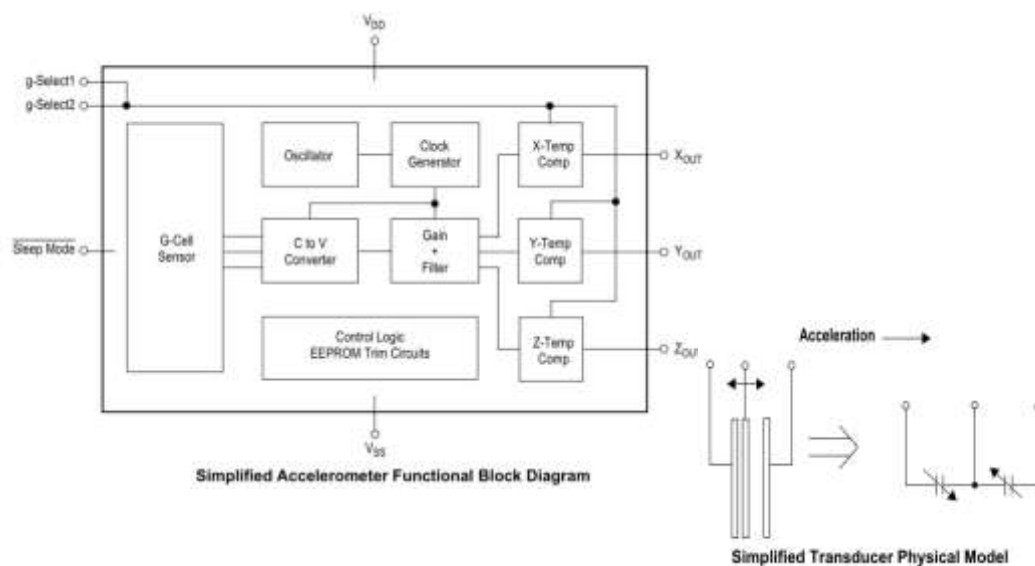 VDD
g-Select1
g-Select2
Oscillator
Clock
Generator
X-Temp
Comp
XOUT
Sleep Mode
G-Cell
Sensor
C to V
Converter
Gain
+
Filter
Y-Temp
Comp
YOUT
Control Logic
EEPROM Trim Circuits
Z-Temp
Comp
ZOUT
VSS
Simplified Accelerometer Functional Block Diagram
Acceleration
Simplified Transducer Physical Model